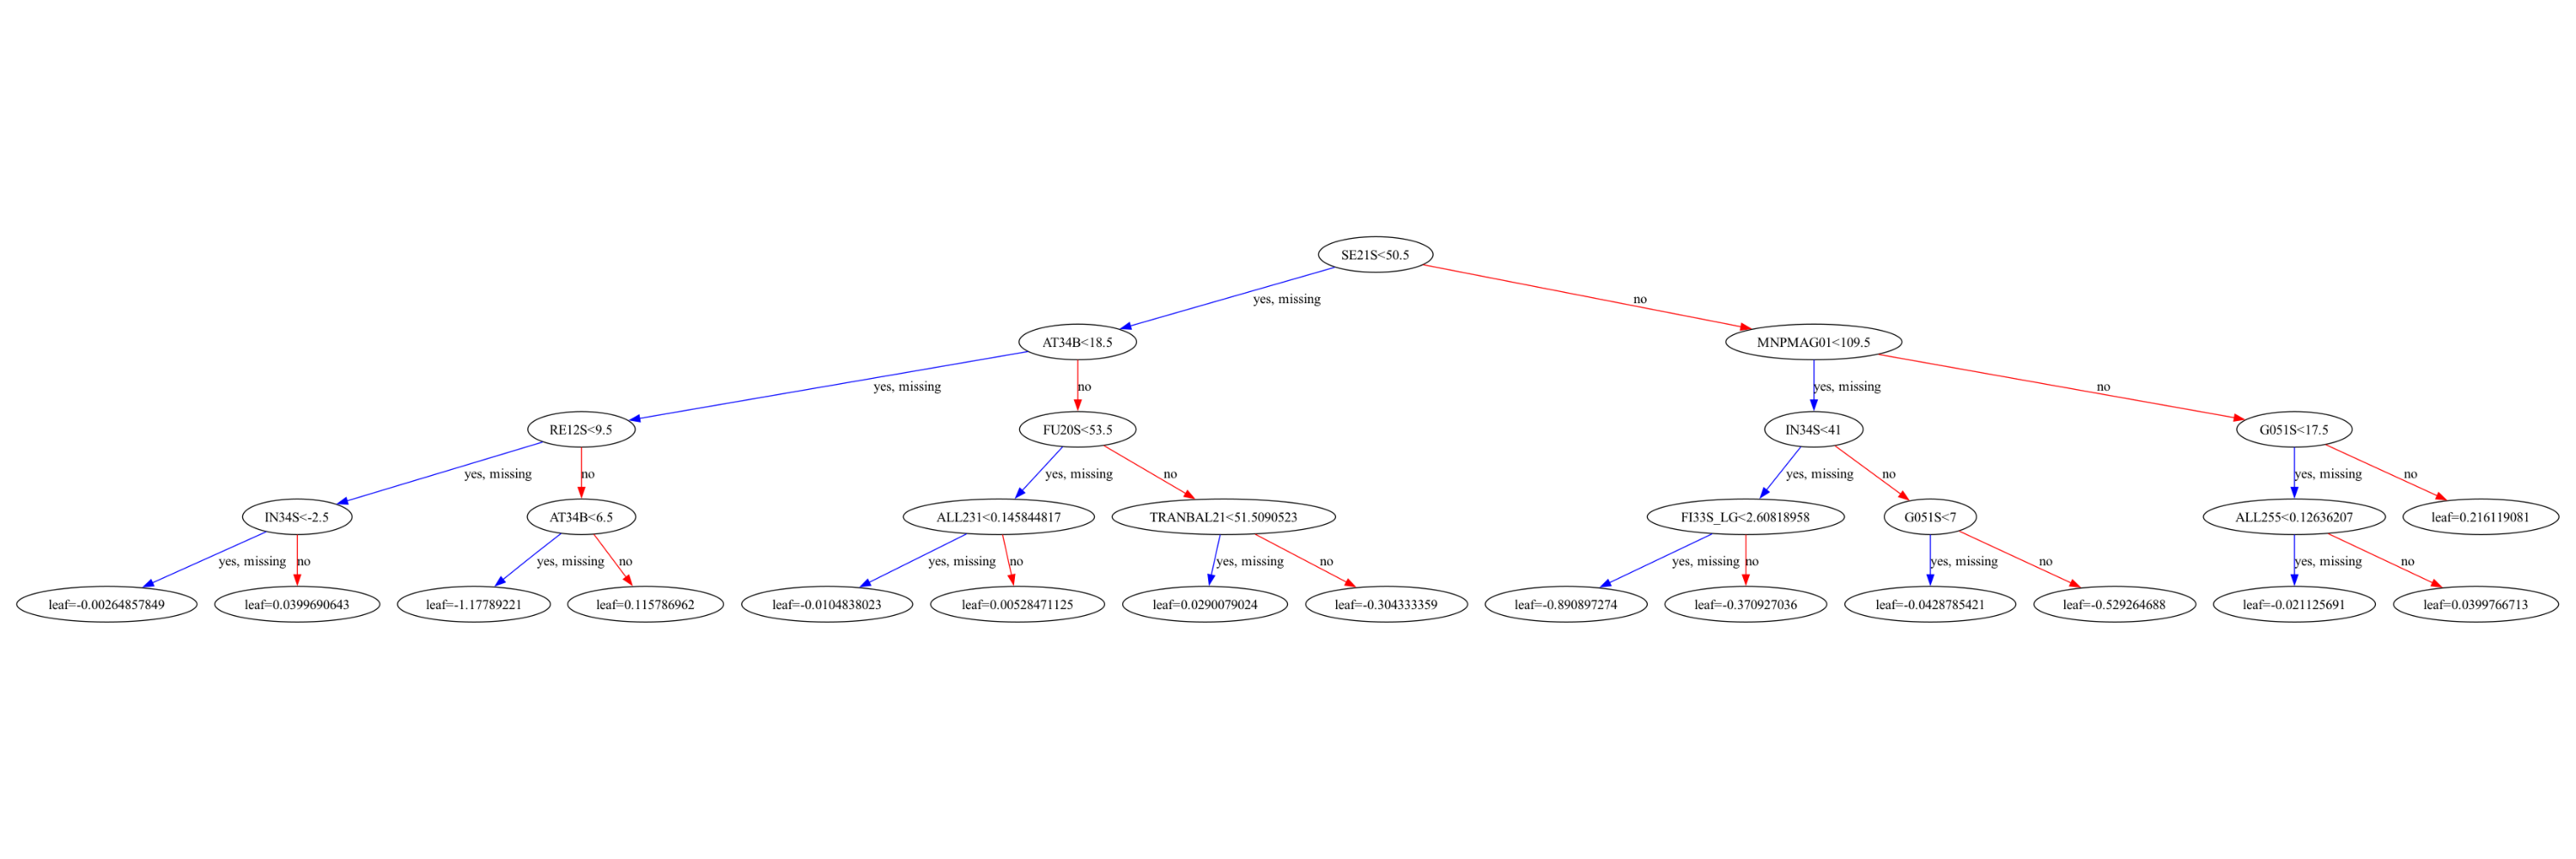 SE21S<50.5
yes, missing
no
AT34B<18.5
MNPMAG01<109.5
yes, missing
no
yes, missing
no
RE12S<9.5
FU20S<53.5
IN34S<41
G051S<17.5
yes, missing
no
yes, missing
no
yes, missing
no
yes, missing
no
IN34S<-2.5
AT34B<6.5
ALL231<0.145844817
TRANBAL21<51.5090523
FI33S_LG<2.60818958
G051S<7
ALL255<0.12636207
leaf=0.216119081
yes, missing
no
yes, missing
no
yes, missing
no
yes, missing
no
yes, missing
no
yes, missing
no
yes, missing
no
leaf=-0.00264857849
leaf=0.0399690643
leaf=-1.17789221
leaf=0.115786962
leaf=-0.0104838023
leaf=0.00528471125
leaf=0.0290079024
leaf=-0.304333359
leaf=-0.890897274
leaf=-0.370927036
leaf=-0.0428785421
leaf=-0.529264688
leaf=-0.021125691
leaf=0.0399766713